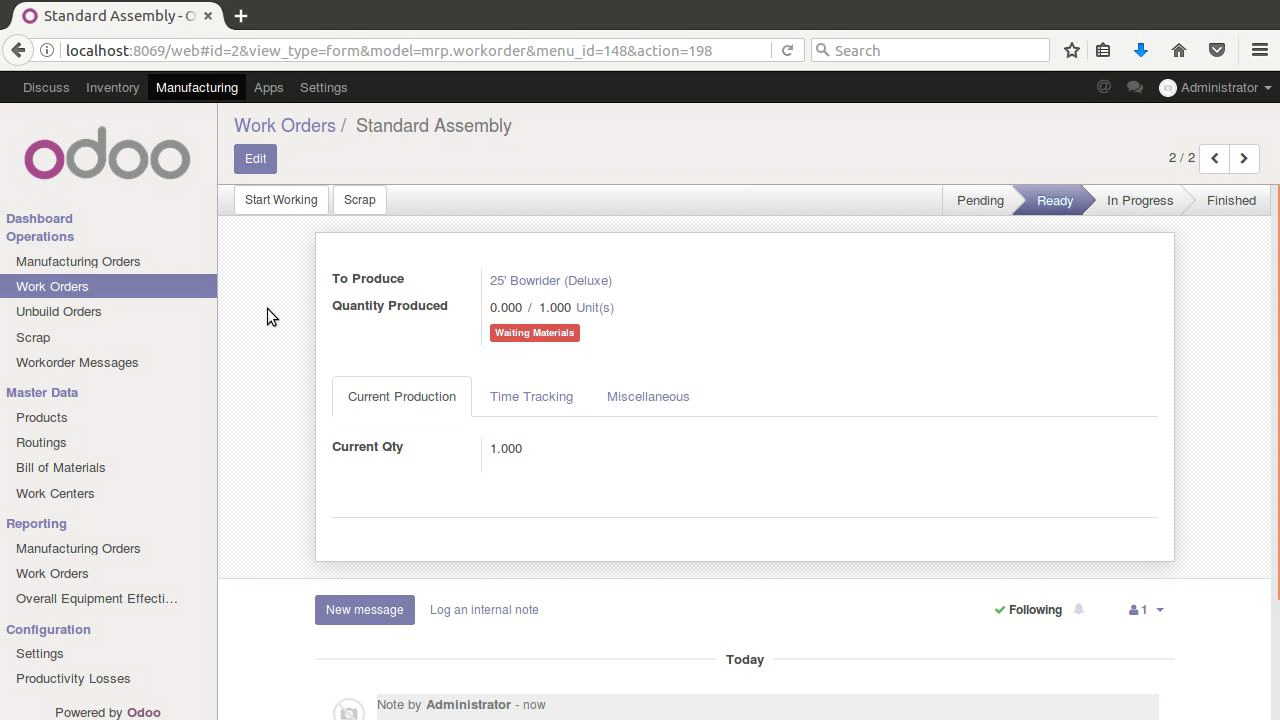 Standard Assembly - O
localhost:8069/web#id=2&view_type=form&model=mrp.workorder&menu_id=148&action=198
Search
Discuss Inventory Manufacturing Apps Settings
@ Administrator
odoo
Work Orders / Standard Assembly
Edit
2 / 2
Start Working Scrap
Pending Ready In Progress Finished
Dashboard
Operations
Manufacturing Orders
Work Orders
Unbuild Orders
Scrap
Workorder Messages
Master Data
Products
Routings
Bill of Materials
Work Centers
Reporting
Manufacturing Orders
Work Orders
Overall Equipment Effecti...
Configuration
Settings
Productivity Losses
Powered by Odoo
To Produce 25' Bowrider (Deluxe)
Quantity Produced 0.000 / 1.000 Unit(s)
Waiting Materials
Current Production Time Tracking Miscellaneous
Current Qty 1.000
New message Log an internal note
Following 1
Today
Note by Administrator - now